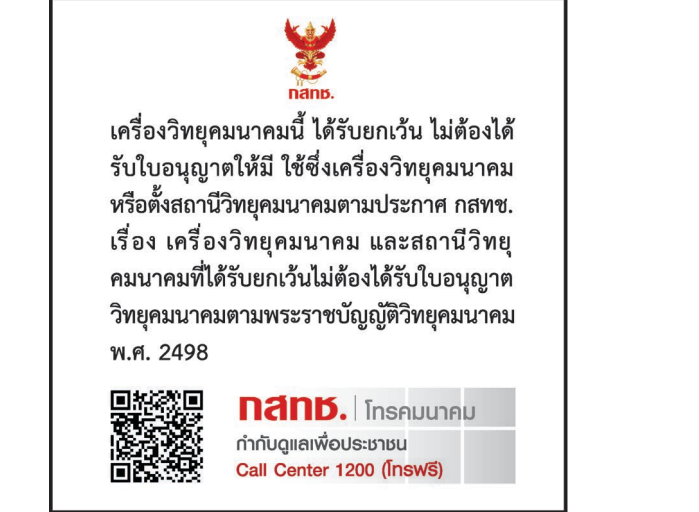 กสทช.
เครื่องวิทยุคมนาคมนี้ ได้รับยกเว้น ไม่ต้องได้
รับใบอนุญาตให้มี ใช้ซึ่งเครื่องวิทยุคมนาคม
หรือตั้งสถานีวิทยุคมนาคมตามประกาศ กสทช.
เรื่อง เครื่องวิทยุคมนาคม และสถานีวิทยุ
คมนาคมที่ได้รับยกเว้นไม่ต้องได้รับใบอนุญาต
วิทยุคมนาคมตามพระราชบัญญัติวิทยุคมนาคม
พ.ศ. 2498
กสทช. โทรคมนาคม
กำกับดูแลเพื่อประชาชน
Call Center 1200 (โทรฟรี)